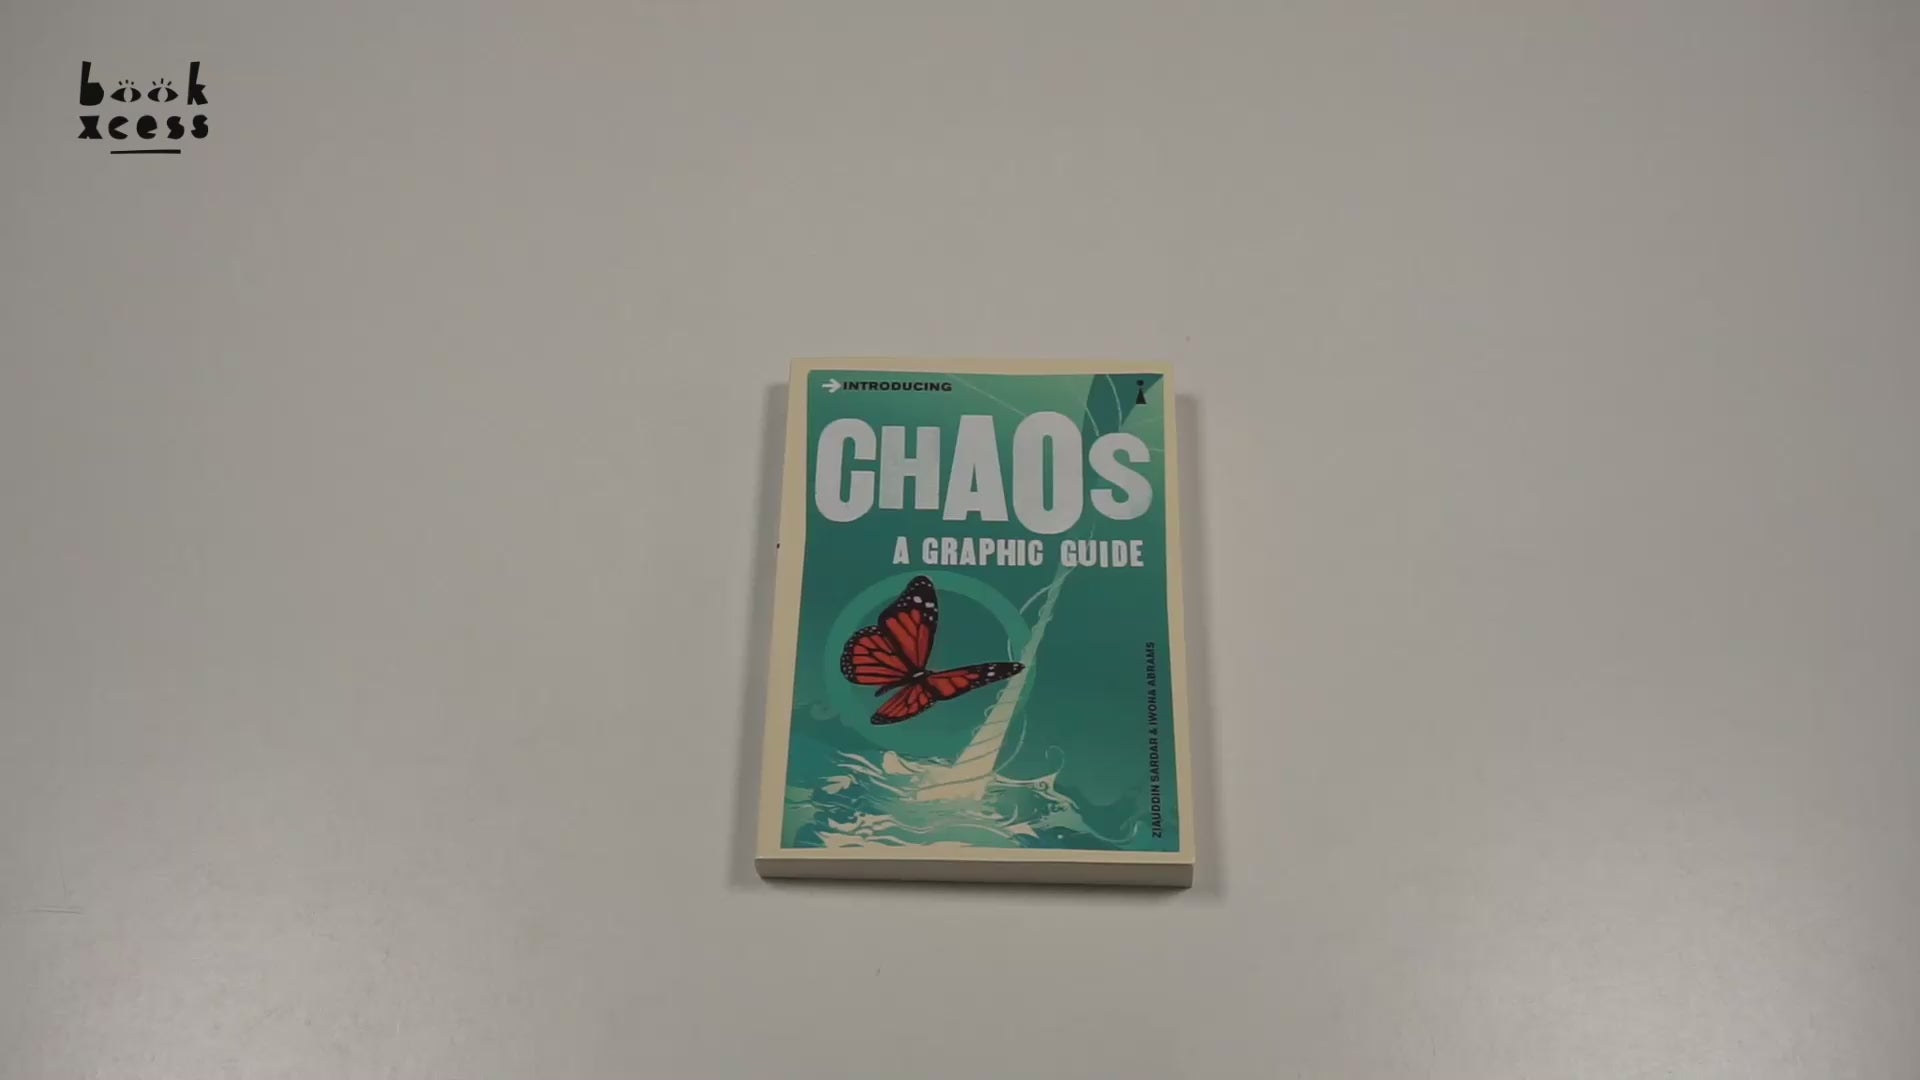 book
xcess
INTRODUCING
CHAOS
A GRAPHIC GUIDE
ZIAUDDIN SARDAR & IWONA ABRAMS